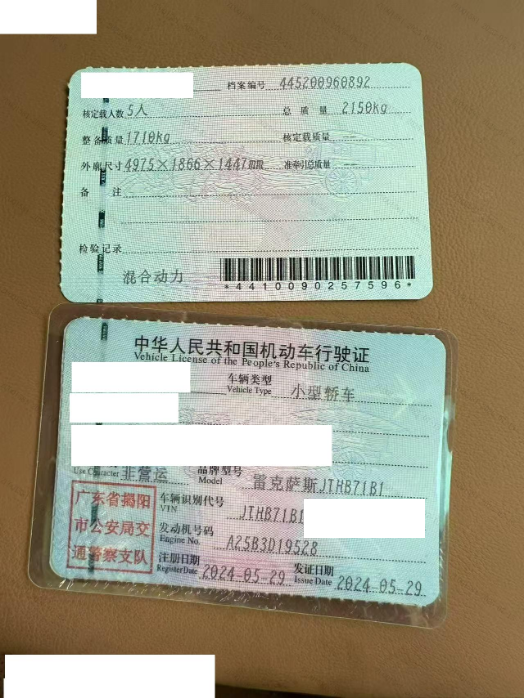 档案编号 445200960892
核定载人数 5人 总质量 2150kg
整备质量 1710kg 核定载质量 --
外廓尺寸 4975×1866×1447mm 准牵引总质量 --
备注
检验记录
混合动力
*4410090257596*
中华人民共和国机动车行驶证
Vehicle License of the People's Republic of China
车辆类型 小型轿车
Vehicle Type
Use Character 非营运 品牌型号 雷克萨斯JTHB71B1
Model
广东省揭阳市公安局交通警察支队
车辆识别代号 JTHB71B1
VIN
发动机号码 A25B3D19528
Engine No.
注册日期 2024-05-29 发证日期 2024-05-29
Register Date Issue Date